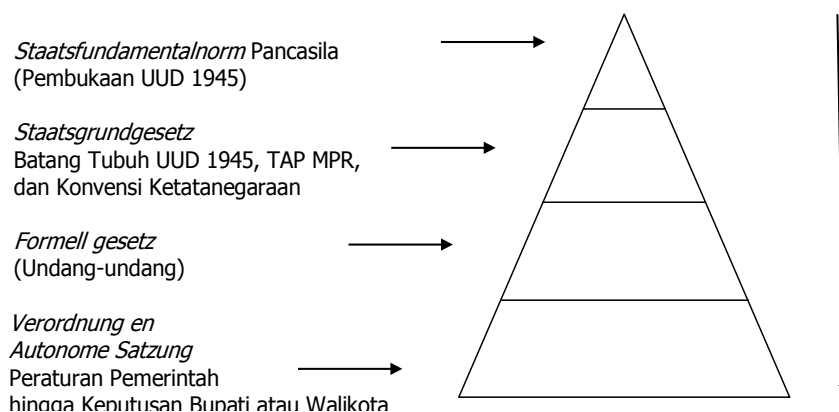 Staatsfundamentalnorm Pancasila
(Pembukaan UUD 1945)
Staatsgrundgesetz
Batang Tubuh UUD 1945, TAP MPR,
dan Konvensi Ketatanegaraan
Formell gesetz
(Undang-undang)
Verordnung en
Autonome Satzung
Peraturan Pemerintah
hingga Keputusan Bupati atau Walikota